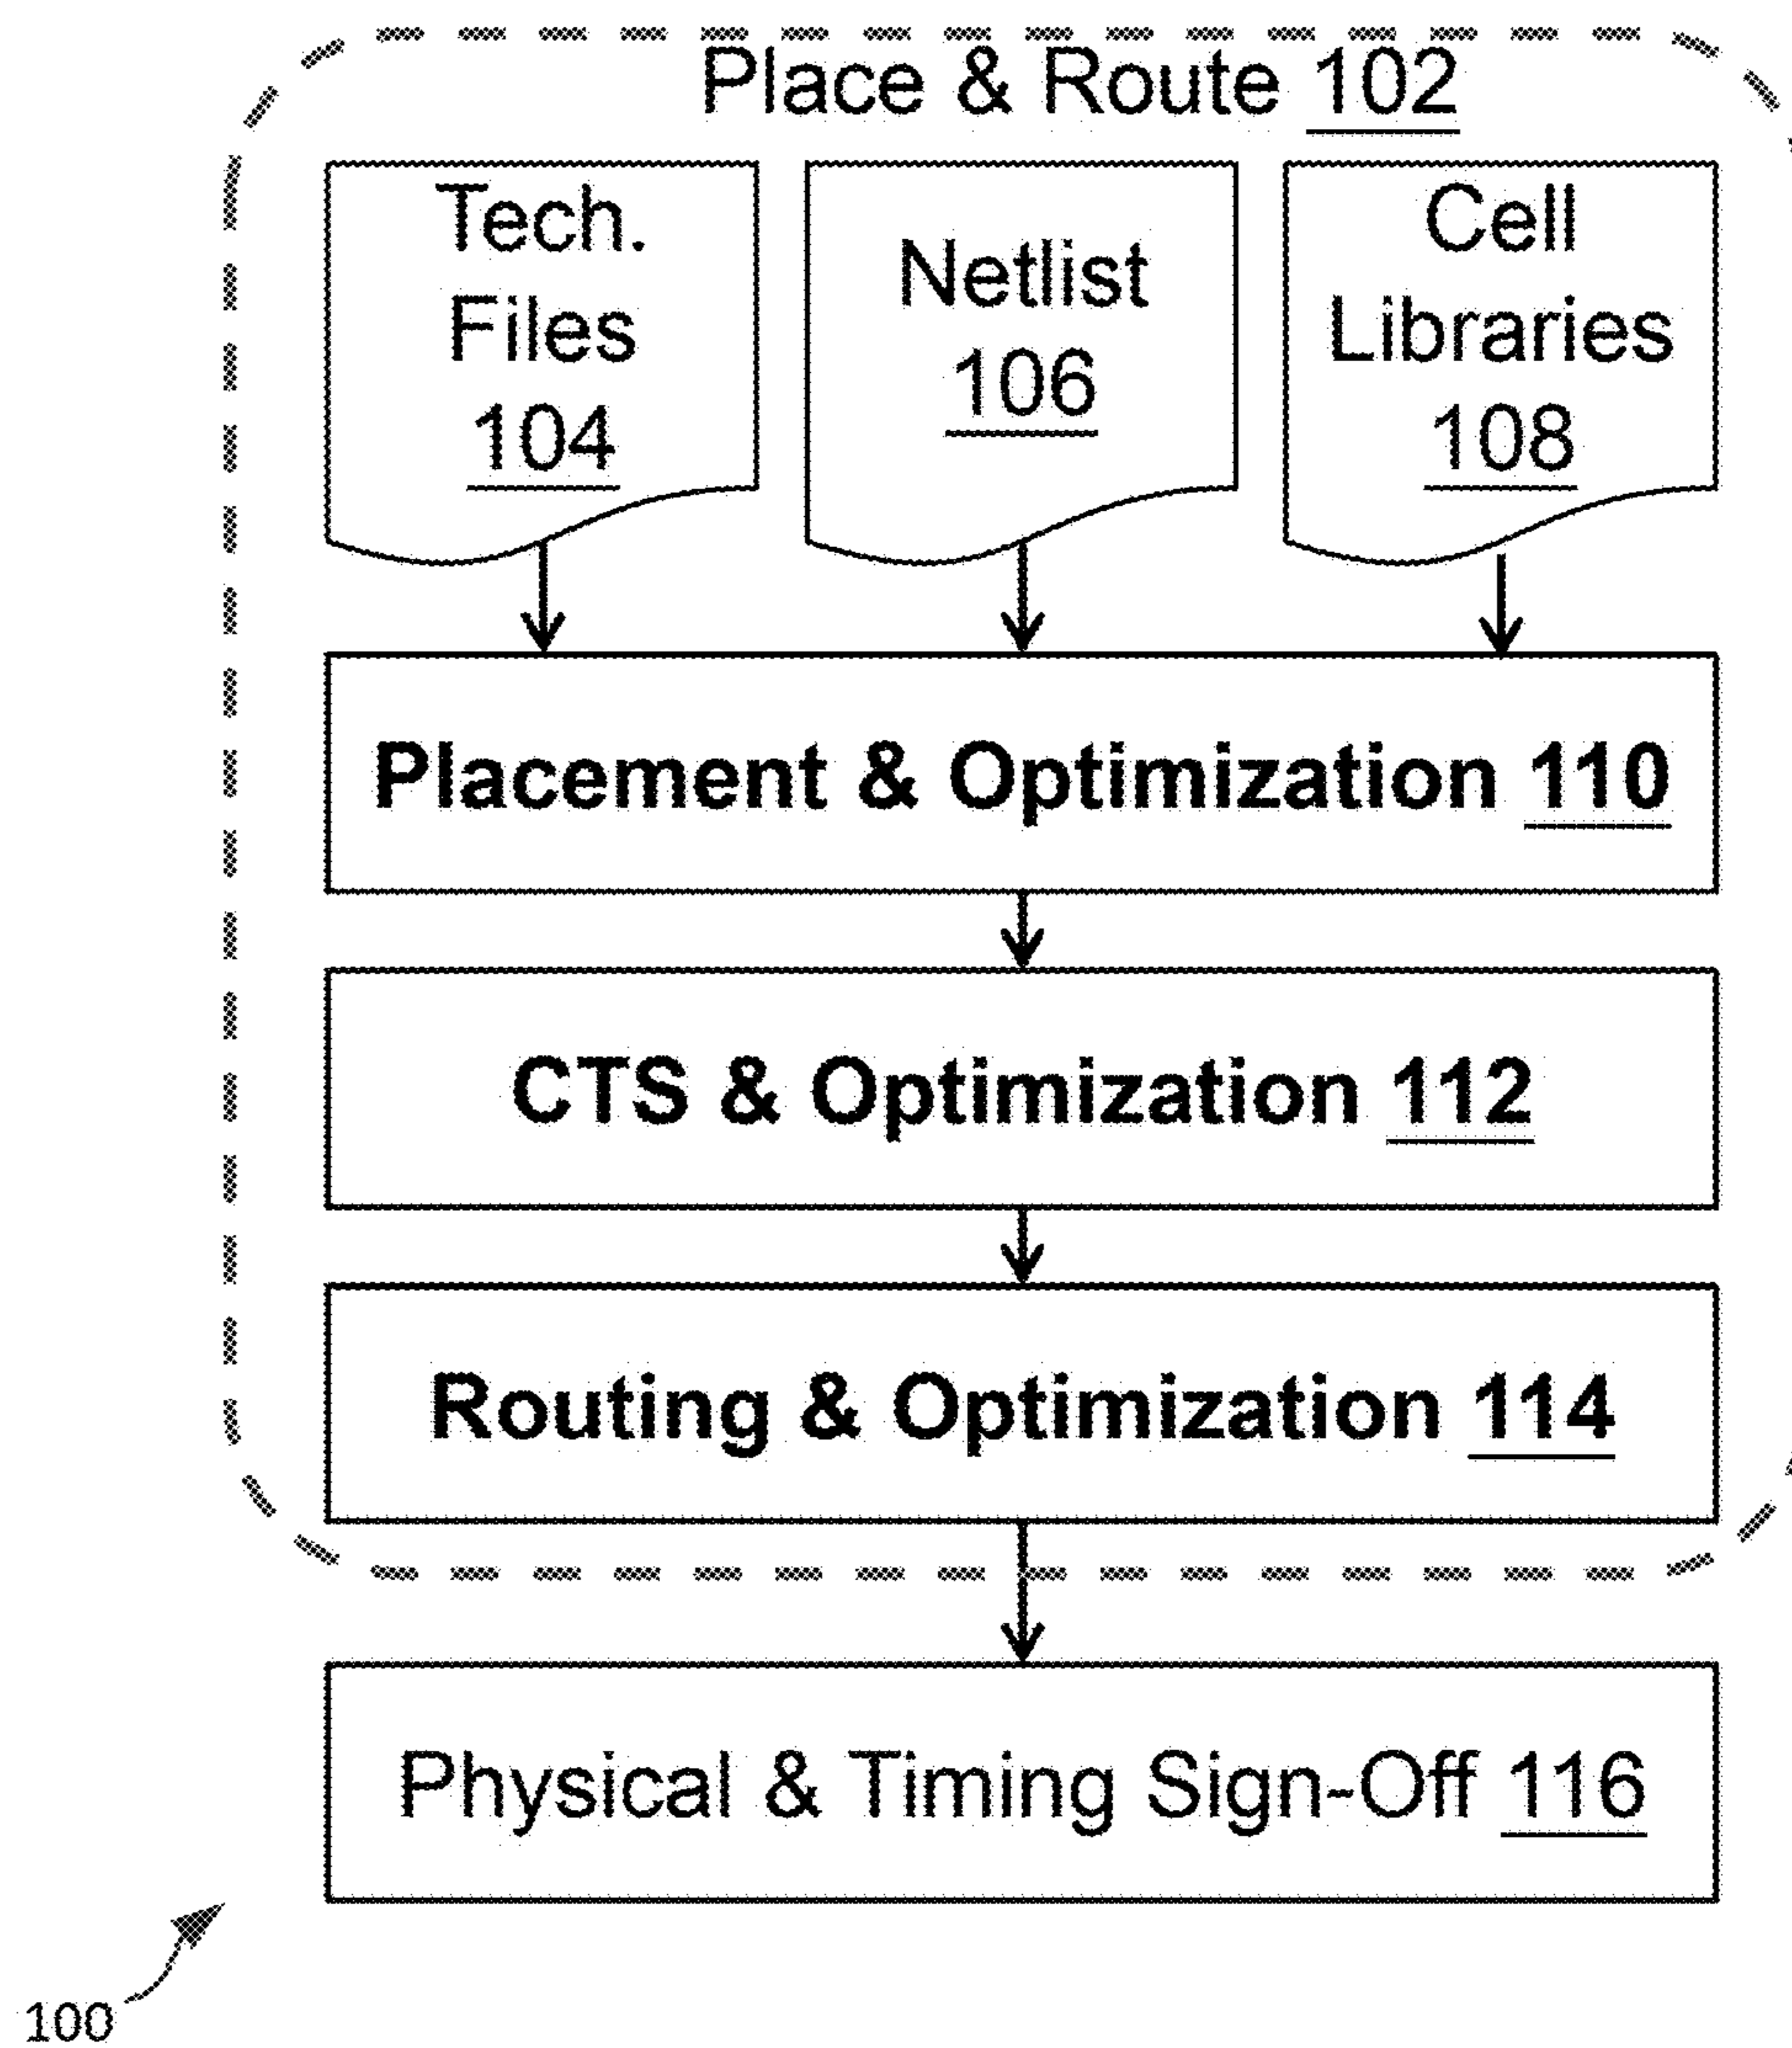 Place & Route 102
Tech.
Files
104
Netlist
106
Cell
Libraries
108
Placement & Optimization 110
CTS & Optimization 112
Routing & Optimization 114
Physical & Timing Sign-Off 116
100